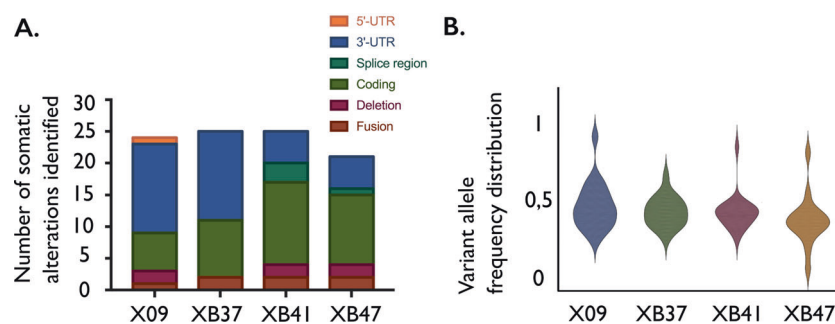 A.
5'-UTR
3'-UTR
Splice region
Coding
Deletion
Fusion
Number of somatic
alterations identified
30
25
20
15
10
5
0
X09 XB37 XB41 XB47
B.
Variant allele
frequency distribution
1
0,5
0
X09 XB37 XB41 XB47